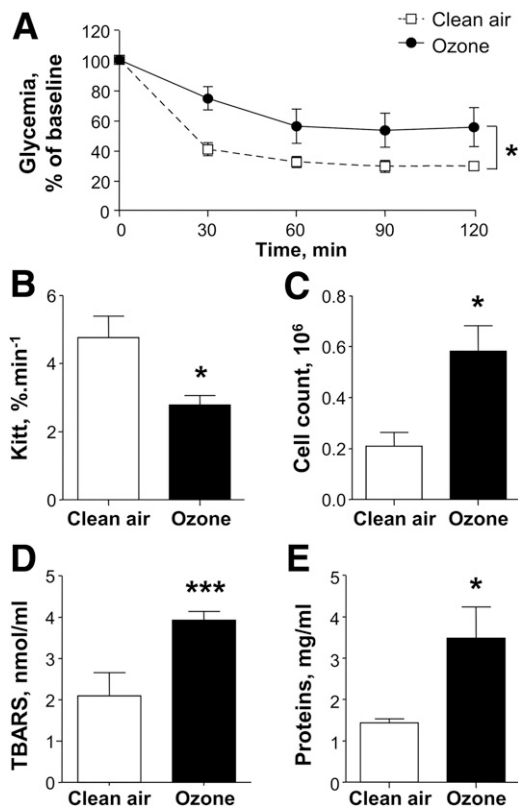 A
Clean air
Ozone
Glycemia,
% of baseline
120
100
80
60
40
20
0
*
0 30 60 90 120
Time, min
B
Kitt, %.min⁻¹
6
4
2
0
*
Clean air Ozone
C
Cell count, 10⁶
0.8
0.6
0.4
0.2
0.0
*
Clean air Ozone
D
TBARS, nmol/ml
5
4
3
2
1
0
***
Clean air Ozone
E
Proteins, mg/ml
5
4
3
2
1
0
*
Clean air Ozone